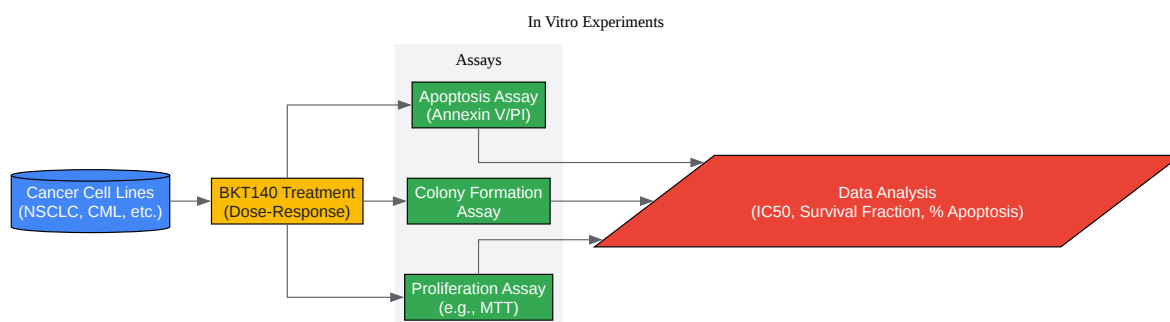 In Vitro Experiments
Assays
Apoptosis Assay
(Annexin V/PI)
Cancer Cell Lines
(NSCLC, CML, etc.)
BKT140 Treatment
(Dose-Response)
Colony Formation
Assay
Data Analysis
(IC50, Survival Fraction, % Apoptosis)
Proliferation Assay
(e.g., MTT)